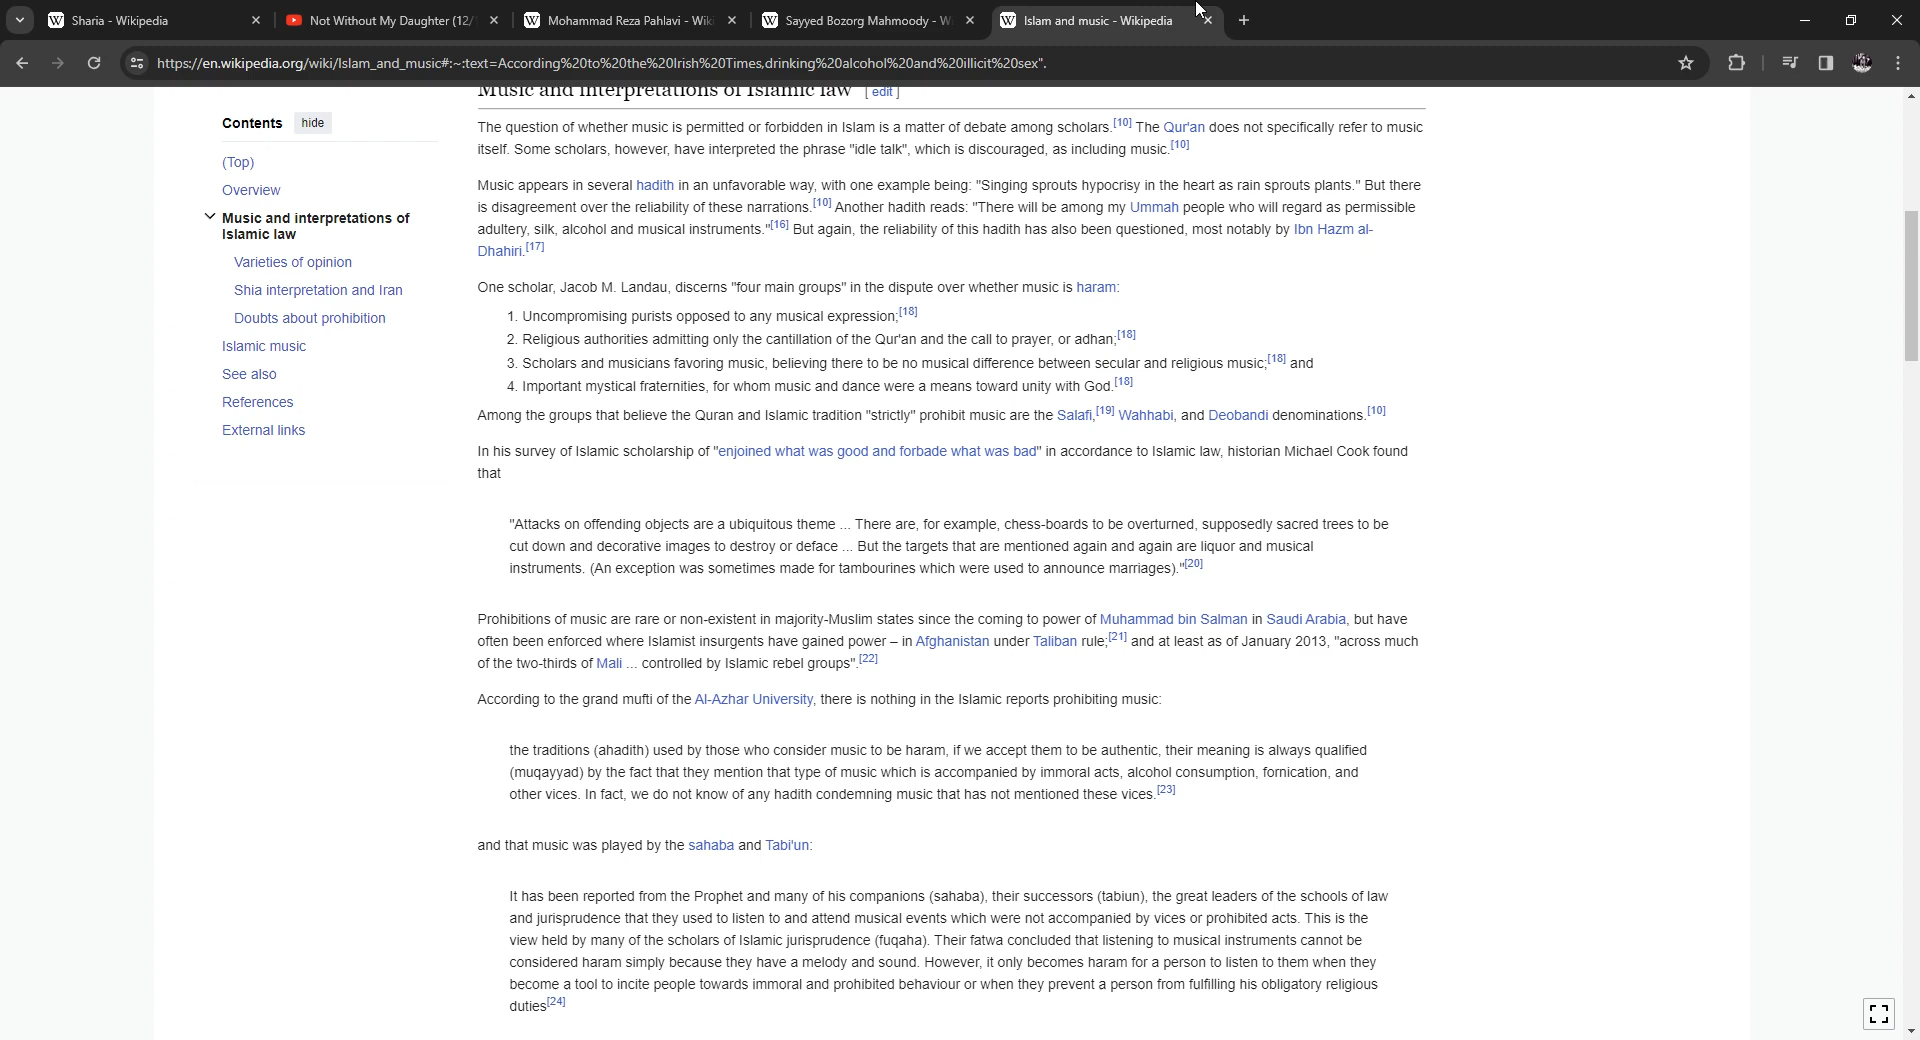 Sharia - Wikipedia
Not Without My Daughter (12/
Mohammad Reza Pahlavi - Wiki
Sayyed Bozorg Mahmoody - W
Islam and music - Wikipedia
https://en.wikipedia.org/wiki/Islam_and_music#:~:text=According%20to%20the%20Irish%20Times,drinking%20alcohol%20and%20illicit%20sex".
Contents hide
(Top)
Overview
Music and interpretations of
Islamic law
Varieties of opinion
Shia interpretation and Iran
Doubts about prohibition
Islamic music
See also
References
External links
Music and interpretations of Islamic law [ edit ]
The question of whether music is permitted or forbidden in Islam is a matter of debate among scholars.[10] The Qur'an does not specifically refer to music
itself. Some scholars, however, have interpreted the phrase "idle talk", which is discouraged, as including music.[10]
Music appears in several hadith in an unfavorable way, with one example being: "Singing sprouts hypocrisy in the heart as rain sprouts plants." But there
is disagreement over the reliability of these narrations.[10] Another hadith reads: "There will be among my Ummah people who will regard as permissible
adultery, silk, alcohol and musical instruments."[16] But again, the reliability of this hadith has also been questioned, most notably by Ibn Hazm al-
Dhahiri.[17]
One scholar, Jacob M. Landau, discerns "four main groups" in the dispute over whether music is haram:
1. Uncompromising purists opposed to any musical expression;[18]
2. Religious authorities admitting only the cantillation of the Qur'an and the call to prayer, or adhan;[18]
3. Scholars and musicians favoring music, believing there to be no musical difference between secular and religious music;[18] and
4. Important mystical fraternities, for whom music and dance were a means toward unity with God.[18]
Among the groups that believe the Quran and Islamic tradition "strictly" prohibit music are the Salafi,[19] Wahhabi, and Deobandi denominations.[10]
In his survey of Islamic scholarship of "enjoined what was good and forbade what was bad" in accordance to Islamic law, historian Michael Cook found
that
"Attacks on offending objects are a ubiquitous theme ... There are, for example, chess-boards to be overturned, supposedly sacred trees to be
cut down and decorative images to destroy or deface ... But the targets that are mentioned again and again are liquor and musical
instruments. (An exception was sometimes made for tambourines which were used to announce marriages)."[20]
Prohibitions of music are rare or non-existent in majority-Muslim states since the coming to power of Muhammad bin Salman in Saudi Arabia, but have
often been enforced where Islamist insurgents have gained power – in Afghanistan under Taliban rule;[21] and at least as of January 2013, "across much
of the two-thirds of Mali ... controlled by Islamic rebel groups".[22]
According to the grand mufti of the Al-Azhar University, there is nothing in the Islamic reports prohibiting music:
the traditions (ahadith) used by those who consider music to be haram, if we accept them to be authentic, their meaning is always qualified
(muqayyad) by the fact that they mention that type of music which is accompanied by immoral acts, alcohol consumption, fornication, and
other vices. In fact, we do not know of any hadith condemning music that has not mentioned these vices.[23]
and that music was played by the sahaba and Tabi'un:
It has been reported from the Prophet and many of his companions (sahaba), their successors (tabiun), the great leaders of the schools of law
and jurisprudence that they used to listen to and attend musical events which were not accompanied by vices or prohibited acts. This is the
view held by many of the scholars of Islamic jurisprudence (fuqaha). Their fatwa concluded that listening to musical instruments cannot be
considered haram simply because they have a melody and sound. However, it only becomes haram for a person to listen to them when they
become a tool to incite people towards immoral and prohibited behaviour or when they prevent a person from fulfilling his obligatory religious
duties[24]